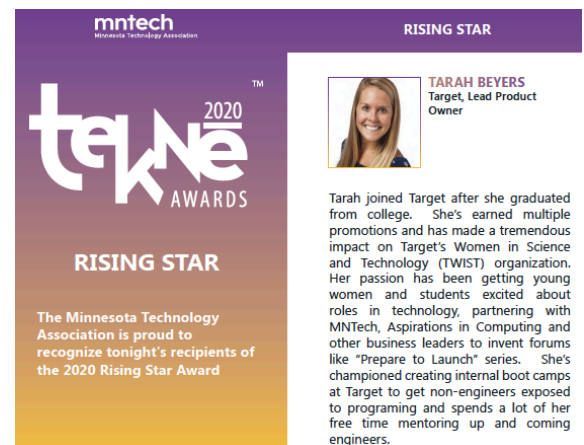 mntech
Minnesota Technology Association
TM
2020
tekne
AWARDS
RISING STAR
The Minnesota Technology
Association is proud to
recognize tonight's recipients of
the 2020 Rising Star Award
RISING STAR
TARAH BEYERS
Target, Lead Product
Owner
Tarah joined Target after she graduated
from college. She's earned multiple
promotions and has made a tremendous
impact on Target's Women in Science
and Technology (TWIST) organization.
Her passion has been getting young
women and students excited about
roles in technology, partnering with
MNTech, Aspirations in Computing and
other business leaders to invent forums
like "Prepare to Launch" series. She's
championed creating internal boot camps
at Target to get non-engineers exposed
to programing and spends a lot of her
free time mentoring up and coming
engineers.